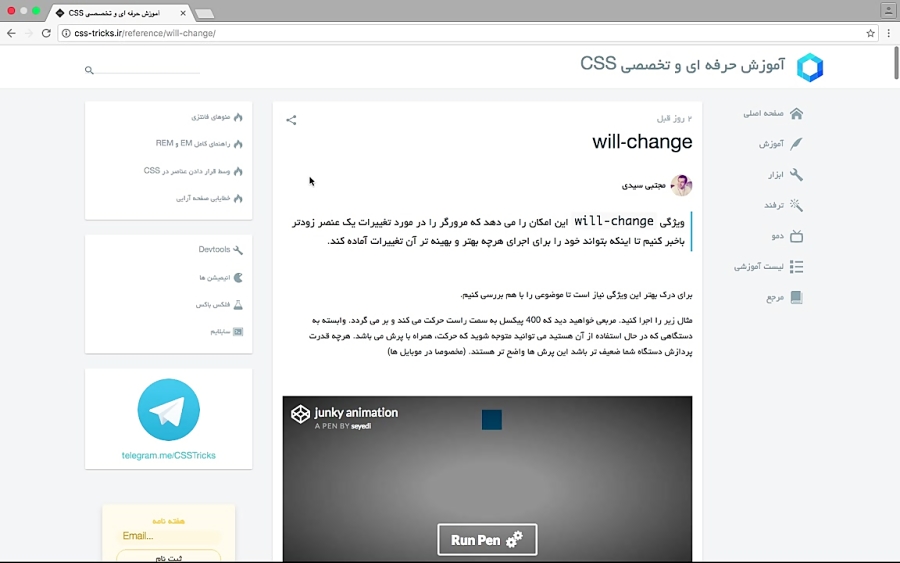 آموزش حرفه ای و تخصصی CSS
css-tricks.ir/reference/will-change/
آموزش حرفه ای و تخصصی CSS
صفحه اصلی
آموزش
ابزار
ترفند
دمو
لیست آموزشی
مرجع
۲ روز قبل
will-change
مجتبی سیدی
ویژگی will-change این امکان را می دهد که مرورگر را در مورد تغییرات یک عنصر زودتر
باخبر کنیم تا اینکه بتواند خود را برای اجرای هرچه بهتر و بهینه تر آن تغییرات آماده کند.
برای درک بهتر این ویژگی نیاز است تا موضوعی را با هم بررسی کنیم.
مثال زیر را اجرا کنید. مربعی خواهید دید که 400 پیکسل به سمت راست حرکت می کند و بر می گردد. وابسته به
دستگاهی که در حال استفاده از آن هستید می توانید متوجه شوید که حرکت، همراه با پرش می باشد. هرچه قدرت
پردازش دستگاه شما ضعیف تر باشد این پرش ها واضح تر هستند. (مخصوصا در موبایل ها)
junky animation
A PEN BY seyedi
Run Pen
منوهای فانتزی
راهنمای کامل EM و REM
وسط قرار دادن عناصر در CSS
خطایابی صفحه آرایی
Devtools
انیمیشن ها
فلکس باکس
سابلایم
telegram.me/CSSTricks
هفته نامه
Email...
ثبت نام